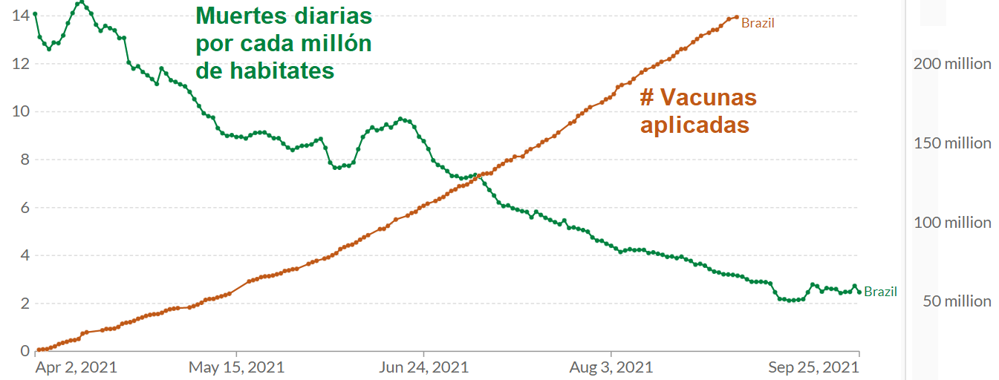 14
12
10
8
6
4
2
0
Muertes diarias
por cada millón
de habitates
Brazil
# Vacunas
aplicadas
Brazil
200 million
150 million
100 million
50 million
Apr 2, 2021
May 15, 2021
Jun 24, 2021
Aug 3, 2021
Sep 25, 2021